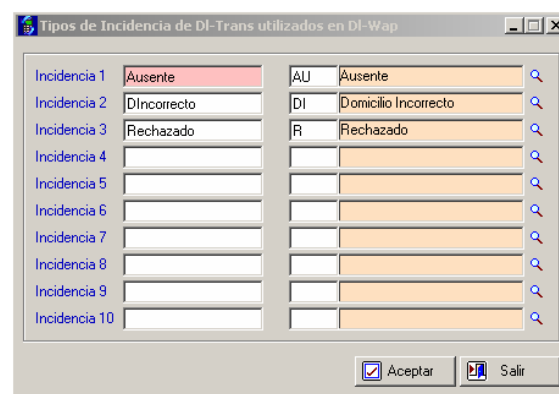 Tipos de Incidencia de Dl-Trans utilizados en Dl-Wap
Incidencia 1 Ausente AU Ausente
Incidencia 2 DIncorrecto DI Domicilio Incorrecto
Incidencia 3 Rechazado R Rechazado
Incidencia 4
Incidencia 5
Incidencia 6
Incidencia 7
Incidencia 8
Incidencia 9
Incidencia 10
Aceptar Salir